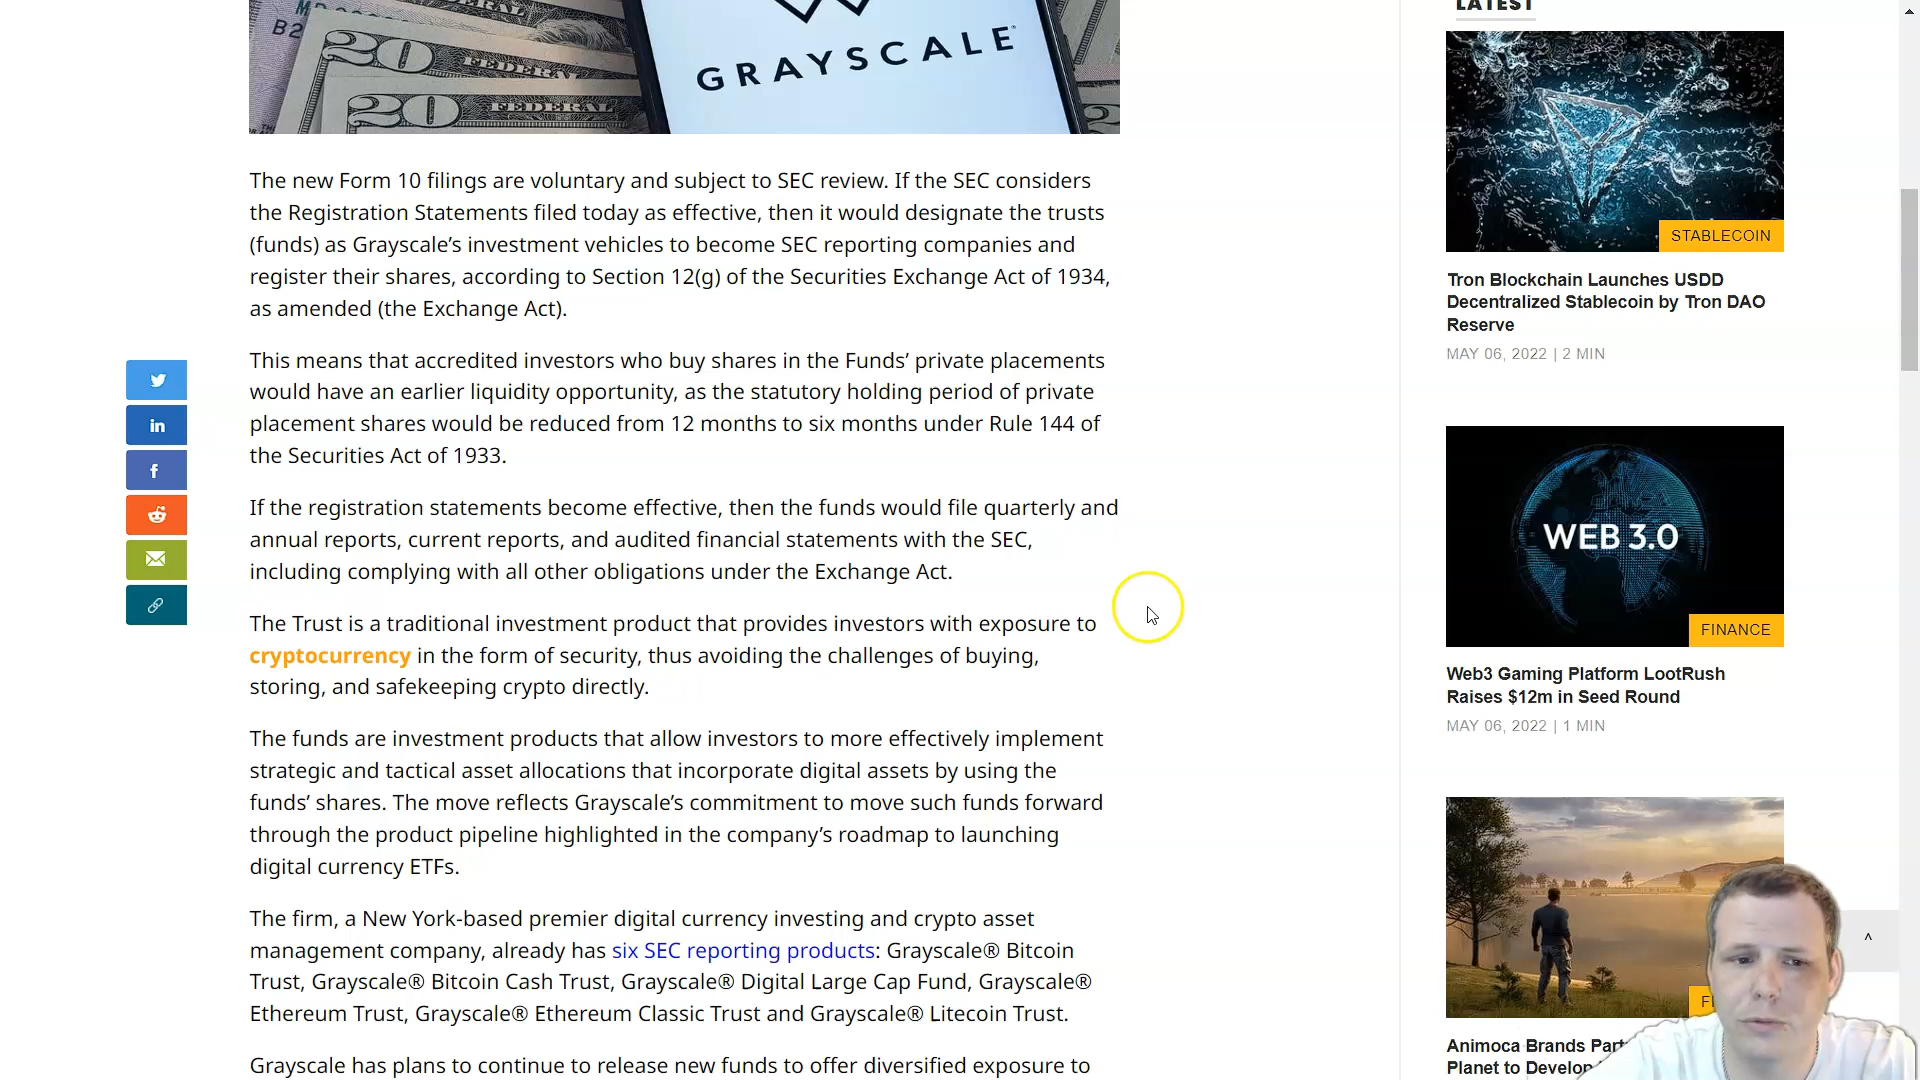 20
FEDERAL
20
FEDERAL
B2
GRAYSCALE
The new Form 10 filings are voluntary and subject to SEC review. If the SEC considers
the Registration Statements filed today as effective, then it would designate the trusts
(funds) as Grayscale’s investment vehicles to become SEC reporting companies and
register their shares, according to Section 12(g) of the Securities Exchange Act of 1934,
as amended (the Exchange Act).
This means that accredited investors who buy shares in the Funds’ private placements
would have an earlier liquidity opportunity, as the statutory holding period of private
placement shares would be reduced from 12 months to six months under Rule 144 of
the Securities Act of 1933.
If the registration statements become effective, then the funds would file quarterly and
annual reports, current reports, and audited financial statements with the SEC,
including complying with all other obligations under the Exchange Act.
The Trust is a traditional investment product that provides investors with exposure to
cryptocurrency in the form of security, thus avoiding the challenges of buying,
storing, and safekeeping crypto directly.
The funds are investment products that allow investors to more effectively implement
strategic and tactical asset allocations that incorporate digital assets by using the
funds’ shares. The move reflects Grayscale’s commitment to move such funds forward
through the product pipeline highlighted in the company’s roadmap to launching
digital currency ETFs.
The firm, a New York-based premier digital currency investing and crypto asset
management company, already has six SEC reporting products: Grayscale® Bitcoin
Trust, Grayscale® Bitcoin Cash Trust, Grayscale® Digital Large Cap Fund, Grayscale®
Ethereum Trust, Grayscale® Ethereum Classic Trust and Grayscale® Litecoin Trust.
Grayscale has plans to continue to release new funds to offer diversified exposure to
LATEST
STABLECOIN
Tron Blockchain Launches USDD
Decentralized Stablecoin by Tron DAO
Reserve
MAY 06, 2022 | 2 MIN
WEB 3.0
FINANCE
Web3 Gaming Platform LootRush
Raises $12m in Seed Round
MAY 06, 2022 | 1 MIN
Animoca Brands
Planet to Develop